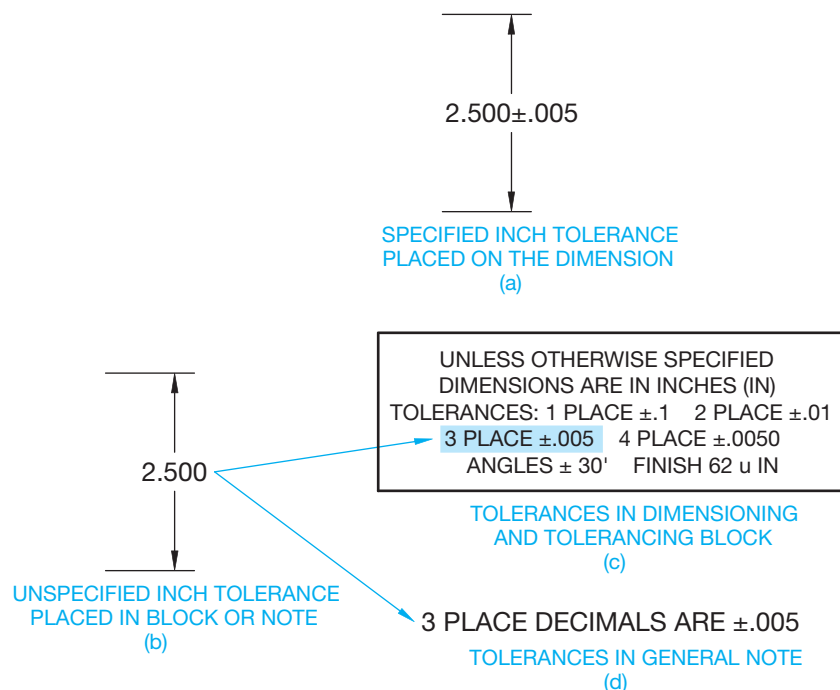 2.500±.005
SPECIFIED INCH TOLERANCE
PLACED ON THE DIMENSION
(a)
2.500
UNSPECIFIED INCH TOLERANCE
PLACED IN BLOCK OR NOTE
(b)
UNLESS OTHERWISE SPECIFIED
DIMENSIONS ARE IN INCHES (IN)
TOLERANCES: 1 PLACE ±.1 2 PLACE ±.01
3 PLACE ±.005 4 PLACE ±.0050
ANGLES ± 30' FINISH 62 u IN
TOLERANCES IN DIMENSIONING
AND TOLERANCING BLOCK
(c)
3 PLACE DECIMALS ARE ±.005
TOLERANCES IN GENERAL NOTE
(d)